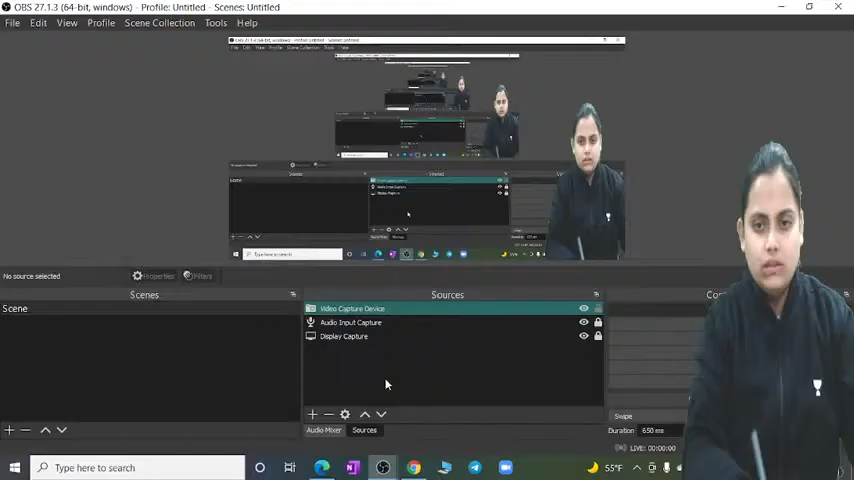 OBS 27.1.3 (64-bit, windows) - Profile: Untitled - Scenes: Untitled
File Edit View Profile Scene Collection Tools Help
No source selected Properties Filters
Scenes Sources
Scene
Video Capture Device
Audio Input Capture
Display Capture
Swipe
Audio Mixer Sources Duration 650 ms
LIVE: 00:00:00
Type here to search 55°F